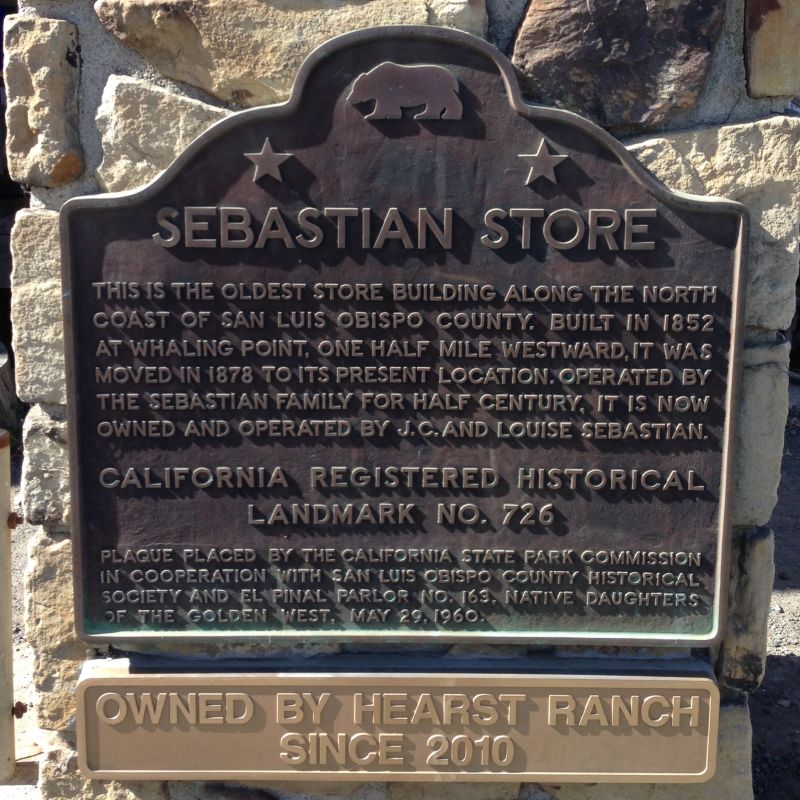 SEBASTIAN STORE
THIS IS THE OLDEST STORE BUILDING ALONG THE NORTH
COAST OF SAN LUIS OBISPO COUNTY. BUILT IN 1852
AT WHALING POINT, ONE HALF MILE WESTWARD, IT WAS
MOVED IN 1878 TO ITS PRESENT LOCATION. OPERATED BY
THE SEBASTIAN FAMILY FOR HALF CENTURY, IT IS NOW
OWNED AND OPERATED BY J.C. AND LOUISE SEBASTIAN.
CALIFORNIA REGISTERED HISTORICAL
LANDMARK NO. 726
PLAQUE PLACED BY THE CALIFORNIA STATE PARK COMMISSION
IN COOPERATION WITH SAN LUIS OBISPO COUNTY HISTORICAL
SOCIETY AND EL PINAL PARLOR NO. 163, NATIVE DAUGHTERS
OF THE GOLDEN WEST, MAY 29, 1960.
OWNED BY HEARST RANCH
SINCE 2010